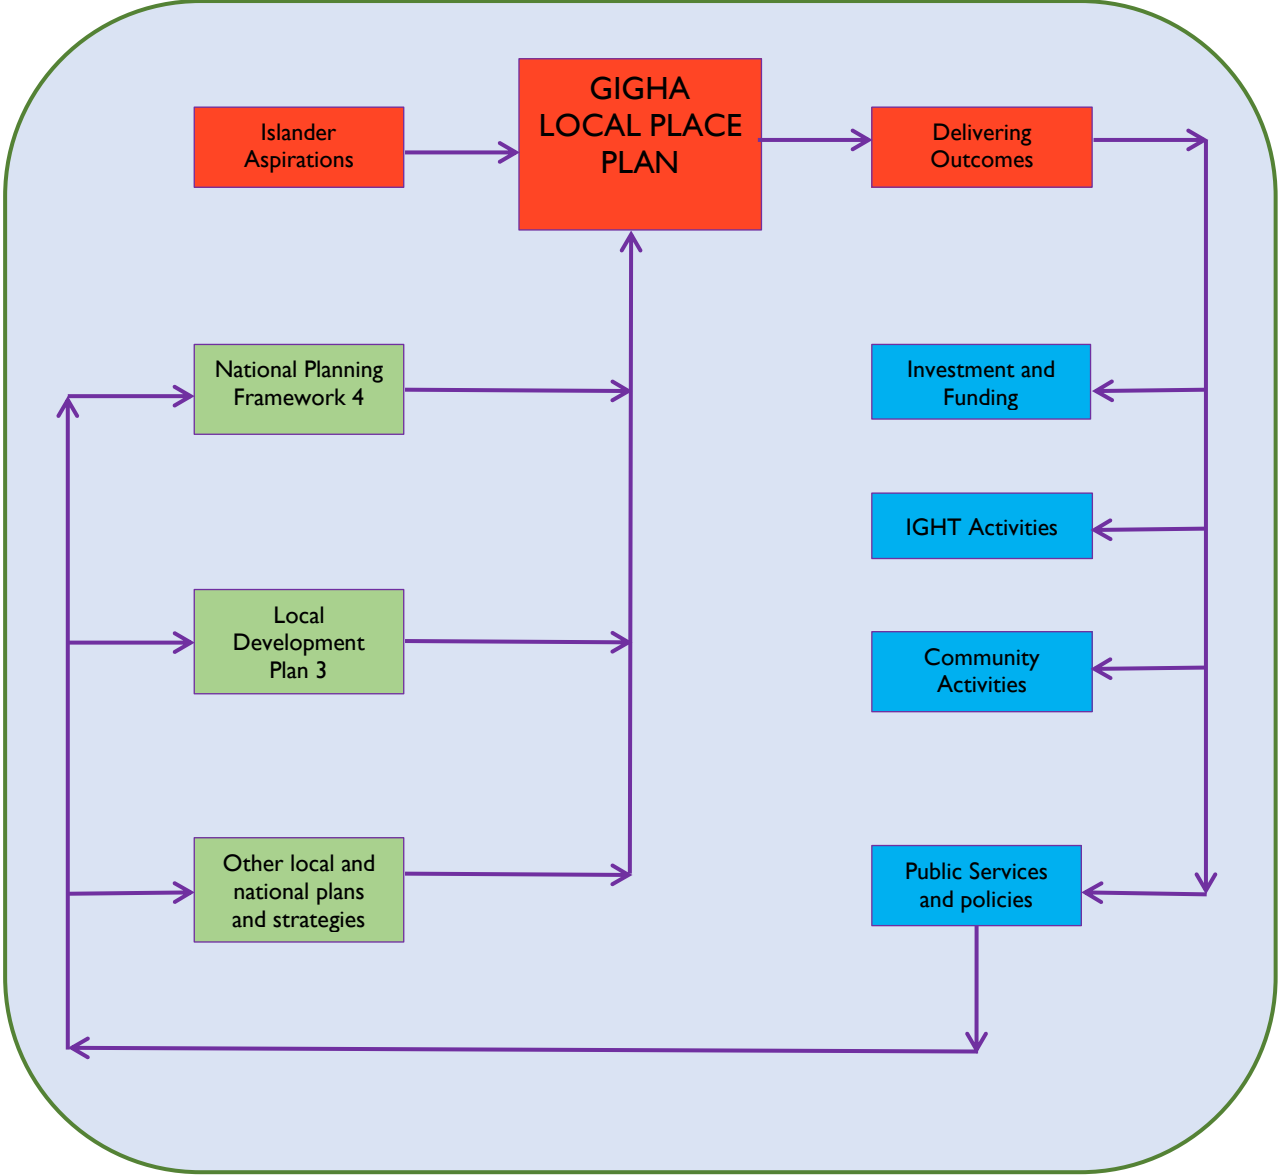 GIGHA
LOCAL PLACE
PLAN
Islander
Aspirations
Delivering
Outcomes
National Planning
Framework 4
Investment and
Funding
IGHT Activities
Local
Development
Plan 3
Community
Activities
Other local and
national plans
and strategies
Public Services
and policies